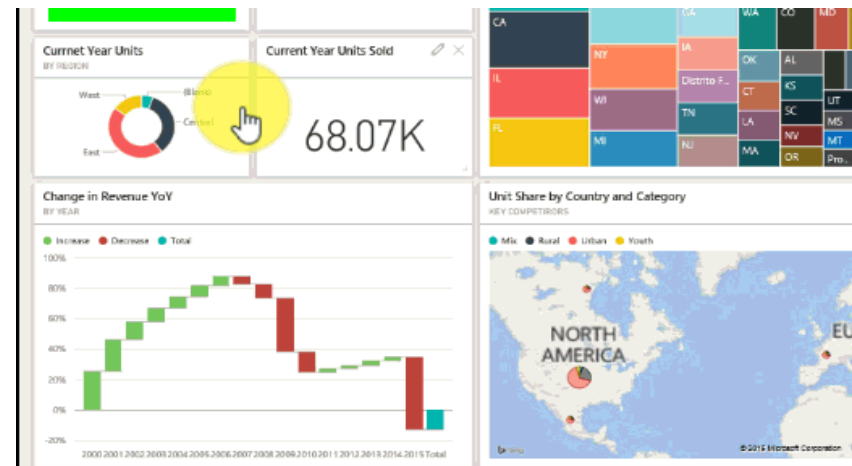 Currnet Year Units
BY REGION
West
(Blank)
Central
East
Current Year Units Sold
68.07K
CA
IL
FL
NY
WI
MI
GA
IA
Distrito F...
TN
NJ
WA
CO
MO
OK
AL
CT
KS
UT
LA
SC
MS
NV
MT
MA
OR
Pro...
Change in Revenue YoY
BY YEAR
Increase Decrease Total
100%
80%
60%
40%
20%
0%
-20%
2000 2001 2002 2003 2004 2005 2006 2007 2008 2009 2010 2011 2012 2013 2014 2015 Total
Unit Share by Country and Category
KEY COMPETIRORS
Mix Rural Urban Youth
NORTH
AMERICA
EU
© 2015 Microsoft Corporation